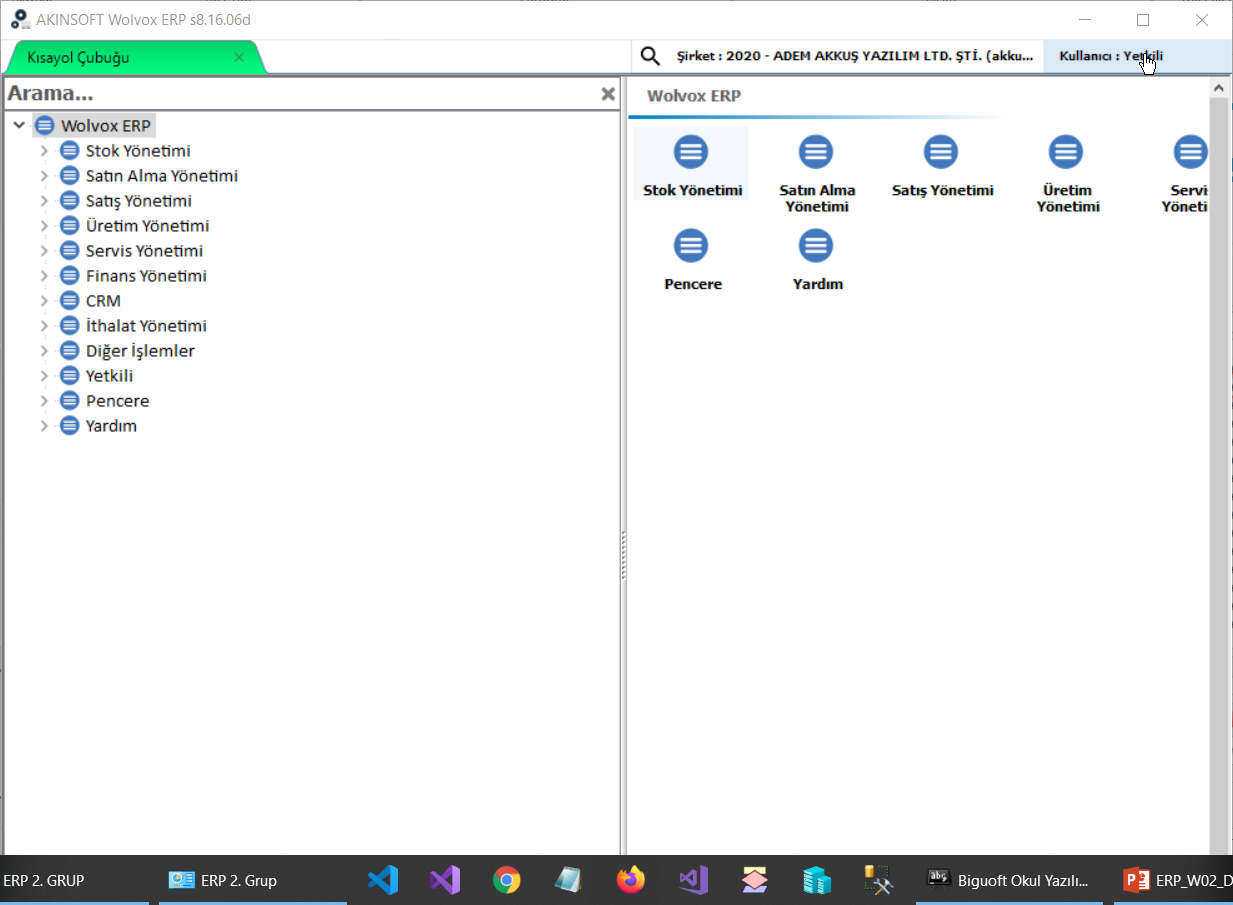 AKINSOFT Wolvox ERP s8.16.06d
Kısayol Çubuğu
Şirket : 2020 - ADEM AKKUŞ YAZILIM LTD. ŞTİ. (akku...
Kullanıcı : Yetkili
Arama...
Wolvox ERP
Stok Yönetimi
Satın Alma Yönetimi
Satış Yönetimi
Üretim Yönetimi
Servis Yönetimi
Finans Yönetimi
CRM
İthalat Yönetimi
Diğer İşlemler
Yetkili
Pencere
Yardım
Wolvox ERP
Stok Yönetimi
Satın Alma
Yönetimi
Satış Yönetimi
Üretim
Yönetimi
Servi
Yöneti
Pencere
Yardım
ERP 2. GRUP
ERP 2. Grup
Biguoft Okul Yazılı...
ERP_W02_D